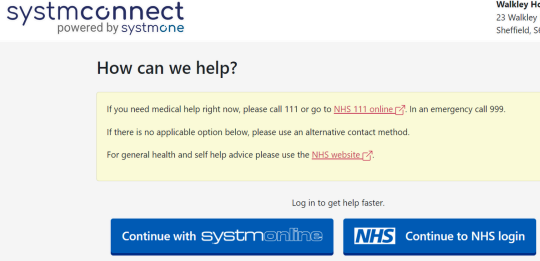 systmconnect
powered by systmone
Walkley Ho
23 Walkley
Sheffield, S6
How can we help?
If you need medical help right now, please call 111 or go to NHS 111 online. In an emergency call 999.
If there is no applicable option below, please use an alternative contact method.
For general health and self help advice please use the NHS website.
Log in to get help faster.
Continue with systmonline
NHS Continue to NHS login